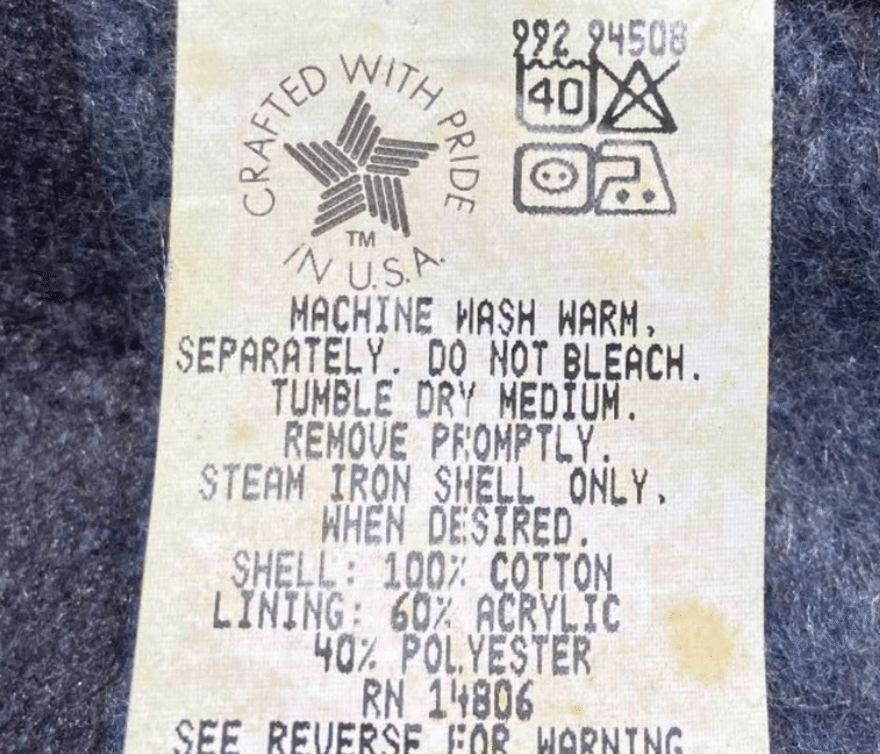 992 94508
40
CRAFTED WITH PRIDE
TM
IN U.S.A.
MACHINE WASH WARM,
SEPARATELY. DO NOT BLEACH.
TUMBLE DRY MEDIUM.
REMOVE PROMPTLY.
STEAM IRON SHELL ONLY,
WHEN DESIRED.
SHELL: 100% COTTON
LINING: 60% ACRYLIC
40% POLYESTER
RN 14806
SEE REVERSE FOR WARNING